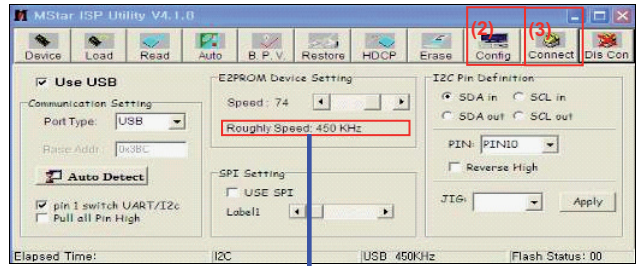 MStar ISP Utility V4.1.0
(2) (3)
Device Load Read Auto B.P.V. Restore HDCP Erase Config Connect Dis Con
Use USB
Communication Setting
Port Type: USB
Base Addr: 0x3BC
Auto Detect
pin 1 switch UART/I2c
Pull all Pin High
E2PROM Device Setting
Speed: 74
Roughly Speed: 450 KHz
SPI Setting
USE SPI
Label1
I2C Pin Definition
SDA in SCL in
SDA out SCL out
PIN: PIN10
Reverse High
JIG: Apply
Elapsed Time: I2C USB 450KHz Flash Status: 00